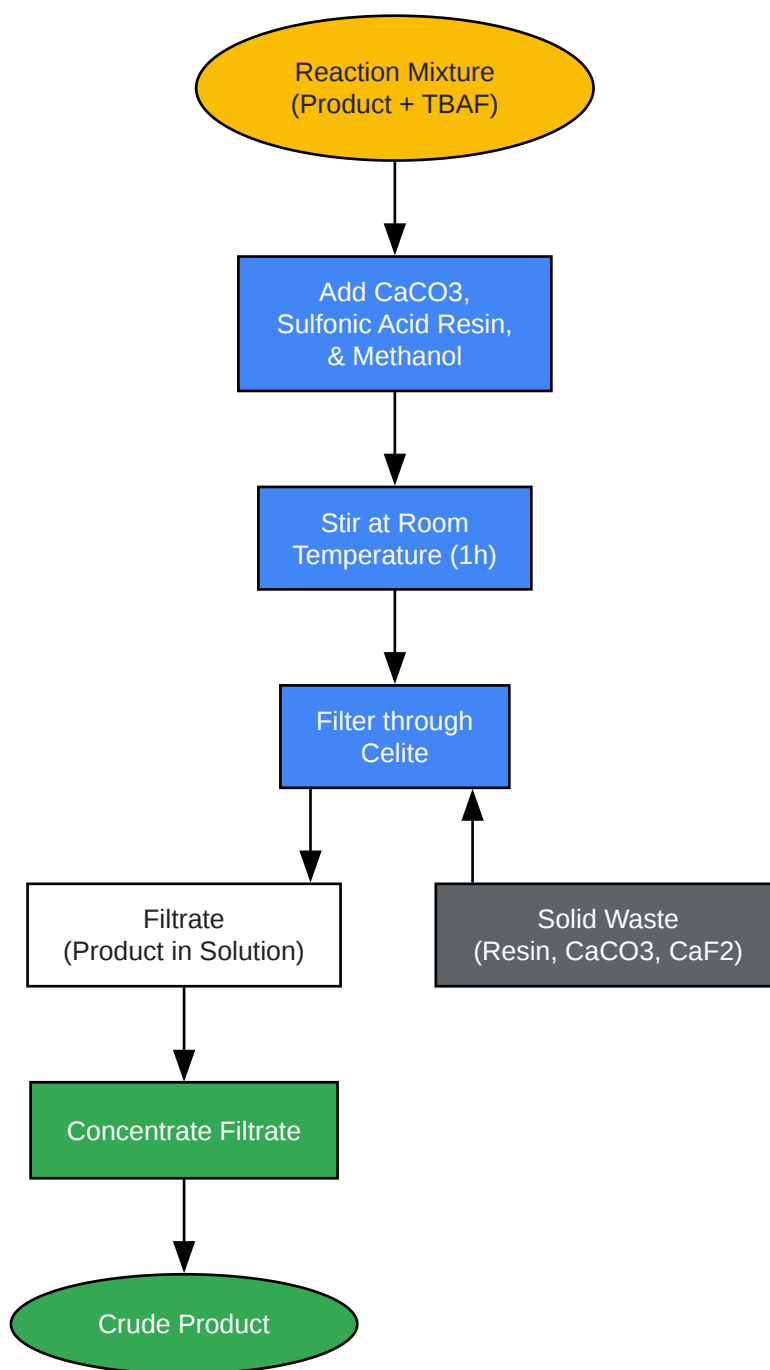 Reaction Mixture
(Product + TBAF)
Add CaCO3,
Sulfonic Acid Resin,
& Methanol
Stir at Room
Temperature (1h)
Filter through
Celite
Filtrate
(Product in Solution)
Solid Waste
(Resin, CaCO3, CaF2)
Concentrate Filtrate
Crude Product